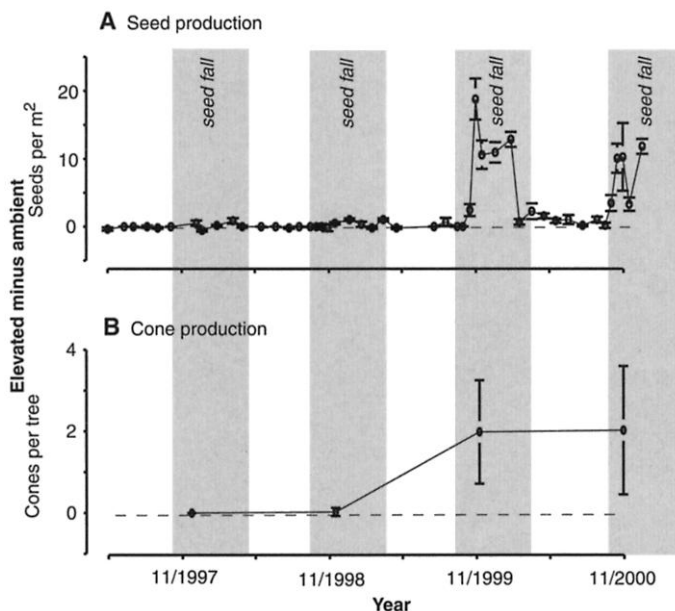 A Seed production
seed fall
seed fall
seed fall
seed fall
20
10
0
Seeds per m²
Elevated minus ambient
B Cone production
4
2
0
Cones per tree
11/1997
11/1998
11/1999
11/2000
Year